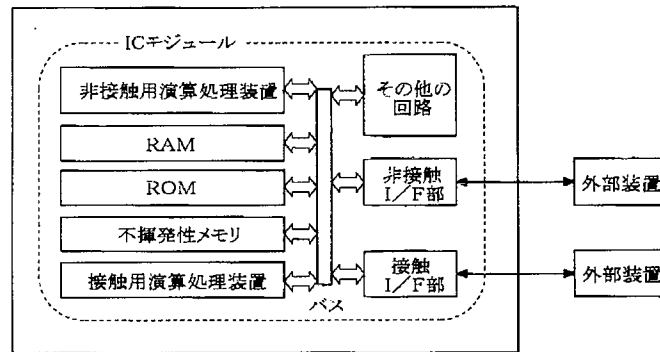 ICモジュール
非接触用演算処理装置
RAM
ROM
不揮発性メモリ
接触用演算処理装置
バス
その他の
回路
非接触
I/F部
接触
I/F部
外部装置
外部装置